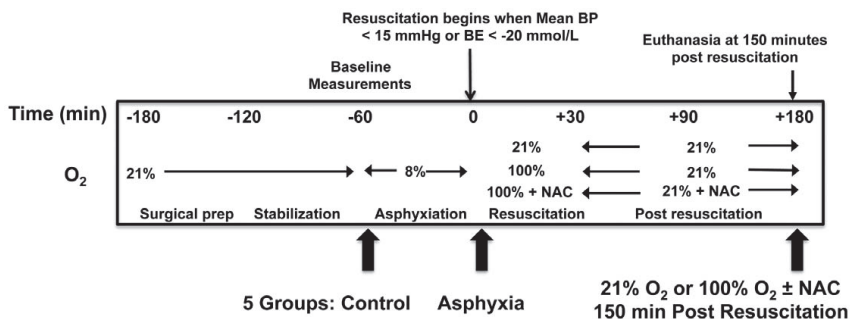 Resuscitation begins when Mean BP
< 15 mmHg or BE < -20 mmol/L
Euthanasia at 150 minutes
post resuscitation
Baseline
Measurements
Time (min) -180 -120 -60 0 +30 +90 +180
21% 21%
O₂ 21% 8% 100% 21%
100% + NAC 21% + NAC
Surgical prep Stabilization Asphyxiation Resuscitation Post resuscitation
5 Groups: Control Asphyxia
21% O₂ or 100% O₂ ± NAC
150 min Post Resuscitation